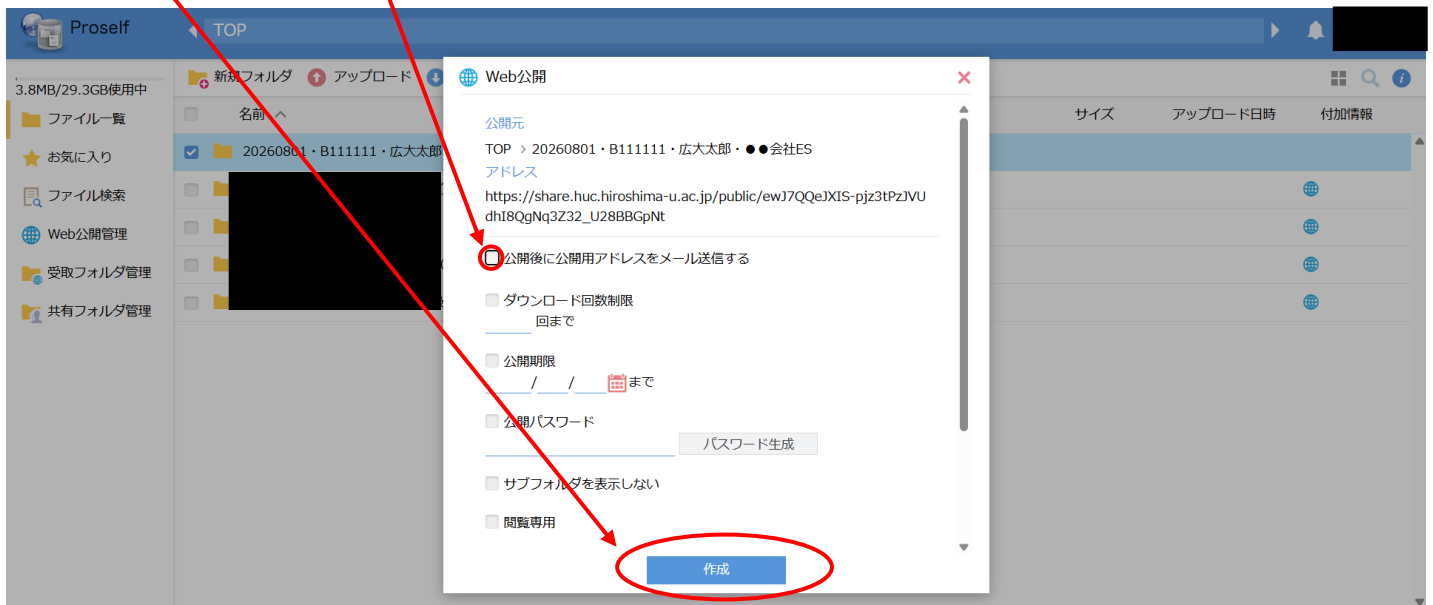 Proself
TOP
3.8MB/29.3GB使用中
ファイル一覧
お気に入り
ファイル検索
Web公開管理
受取フォルダ管理
共有フォルダ管理
新規フォルダ
アップロード
名前
サイズ
アップロード日時
付加情報
20260801・B111111・広大太郎
Web公開
公開元
TOP > 20260801・B111111・広大太郎・●●会社ES
アドレス
https://share.huc.hiroshima-u.ac.jp/public/ewJ7QQeJXIS-pjz3tPzJVU
dhI8QgNq3Z32_U28BBGpNt
公開後に公開用アドレスをメール送信する
ダウンロード回数制限
回まで
公開期限
/ / まで
公開パスワード
パスワード生成
サブフォルダを表示しない
閲覧専用
作成